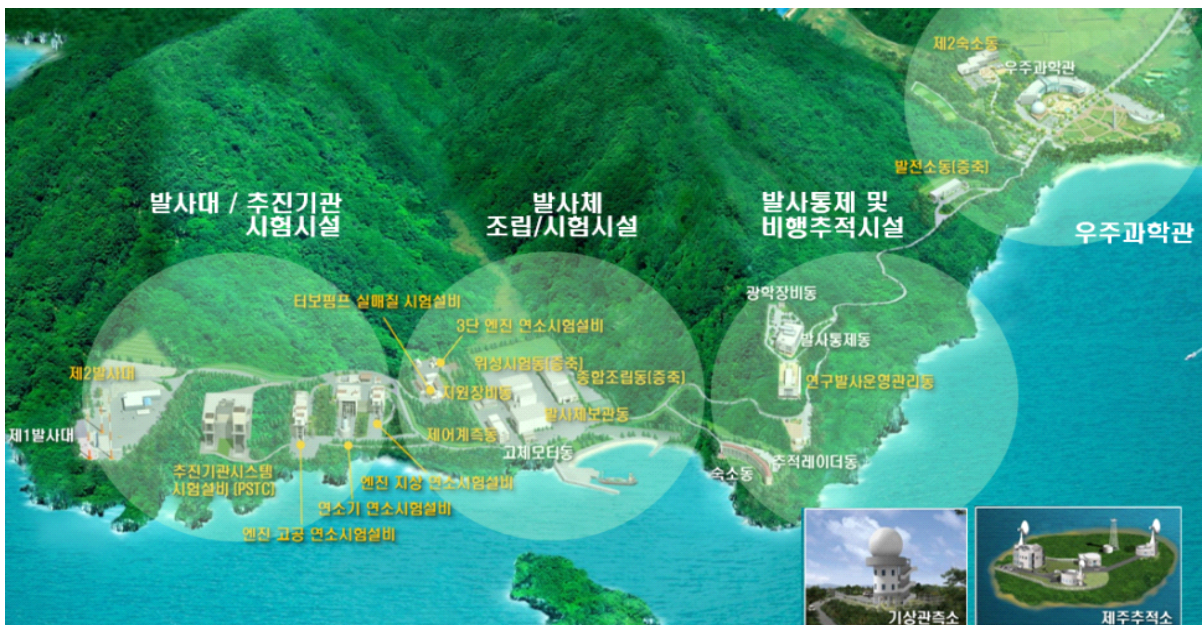 제2숙소동
우주과학관
발전소동(증축)
발사대 / 추진기관
시험시설
발사체
조립/시험시설
발사통제 및
비행추적시설
우주과학관
터보펌프 실매질 시험설비
3단 엔진 연소시험설비
광학장비동
발사통제동
제2발사대
위성시험동(증축)
종합조립동(증축)
연구발사운영관리동
지원장비동
발사체보관동
제1발사대
제어계측동
고체모터동
추진기관시스템
시험설비 (PSTC)
숙소동
추적레이더동
엔진 지상 연소시험설비
연소기 연소시험설비
엔진 고공 연소시험설비
기상관측소
제주추적소